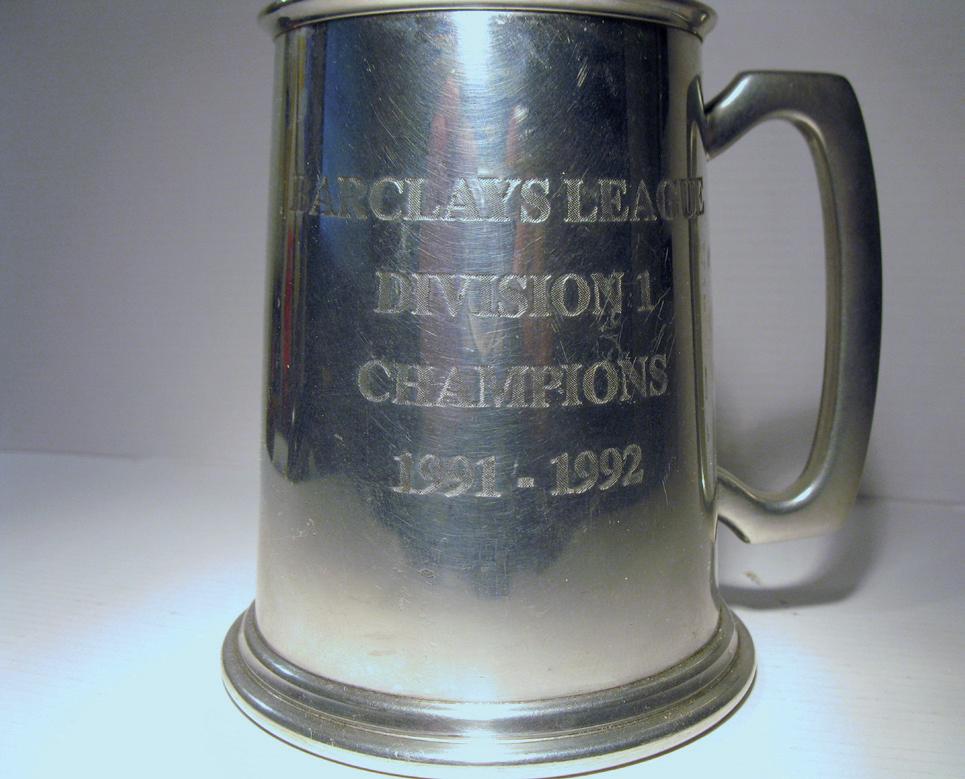 BARCLAYS LEAGUE
DIVISION 1
CHAMPIONS
1991 - 1992